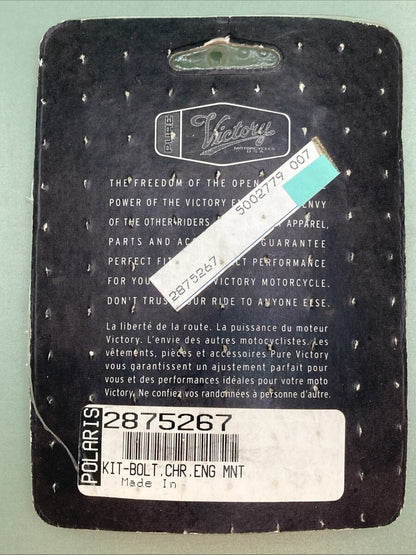 PURE
Victory
MOTORCYCLES
THE FREEDOM OF THE OPEN
POWER OF THE VICTORY E ENVY
OF THE OTHER RIDERS APPAREL,
PARTS AND ACC GUARANTEE
PERFECT FIT T PERFORMANCE
FOR YOU VICTORY MOTORCYCLE.
DON'T TRUST YOUR RIDE TO ANYONE ELSE.
2875267 5002779 007
La liberté de la route. La puissance du moteur
Victory. L'envie des autres motocyclistes. Les
vêtements, pièces et accessoires Pure Victory
vous garantissent un ajustement parfait pour
vous et des performances idéales pour votre moto
Victory. Ne confiez vos randonnées à personne d'autre.
POLARIS
2875267
KIT-BOLT.CHR.ENG MNT
Made In